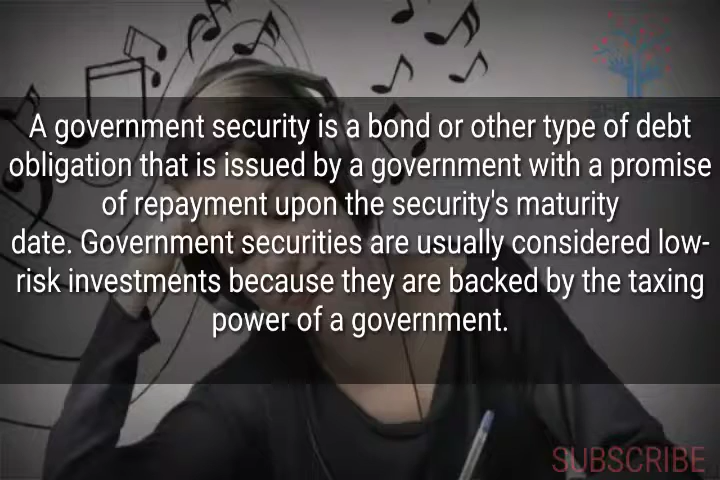 A government security is a bond or other type of debt
obligation that is issued by a government with a promise
of repayment upon the security's maturity
date. Government securities are usually considered low-
risk investments because they are backed by the taxing
power of a government.
SUBSCRIBE